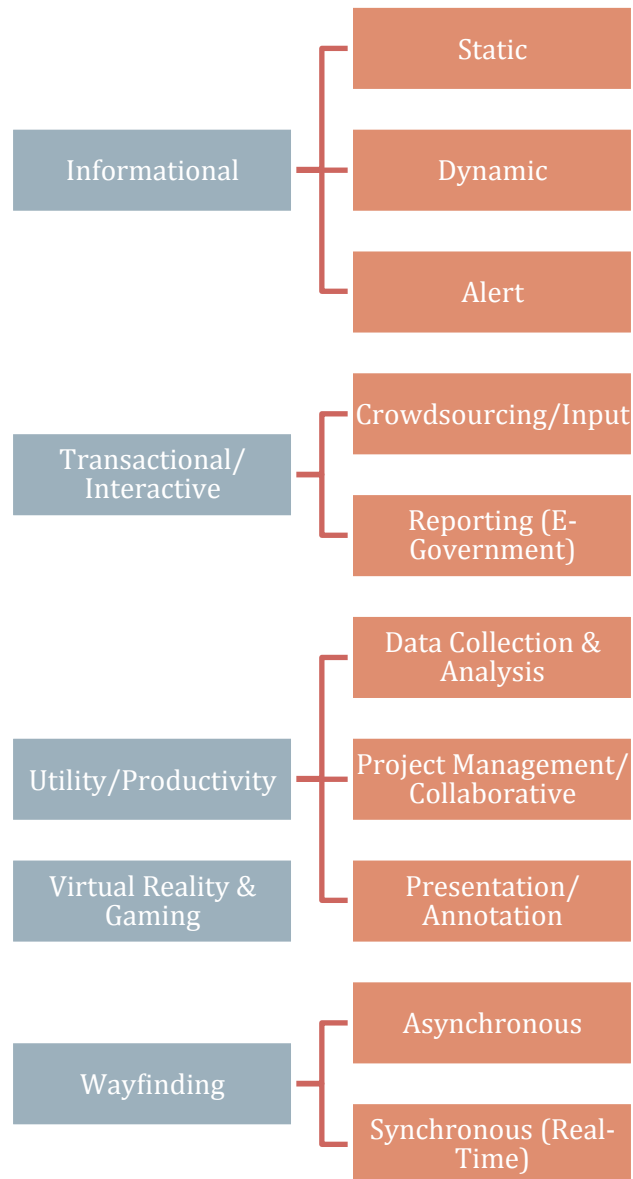 Informational
Static
Dynamic
Alert
Transactional/
Interactive
Crowdsourcing/Input
Reporting (E-
Government)
Utility/Productivity
Data Collection &
Analysis
Project Management/
Collaborative
Presentation/
Annotation
Virtual Reality &
Gaming
Wayfinding
Asynchronous
Synchronous (Real-
Time)